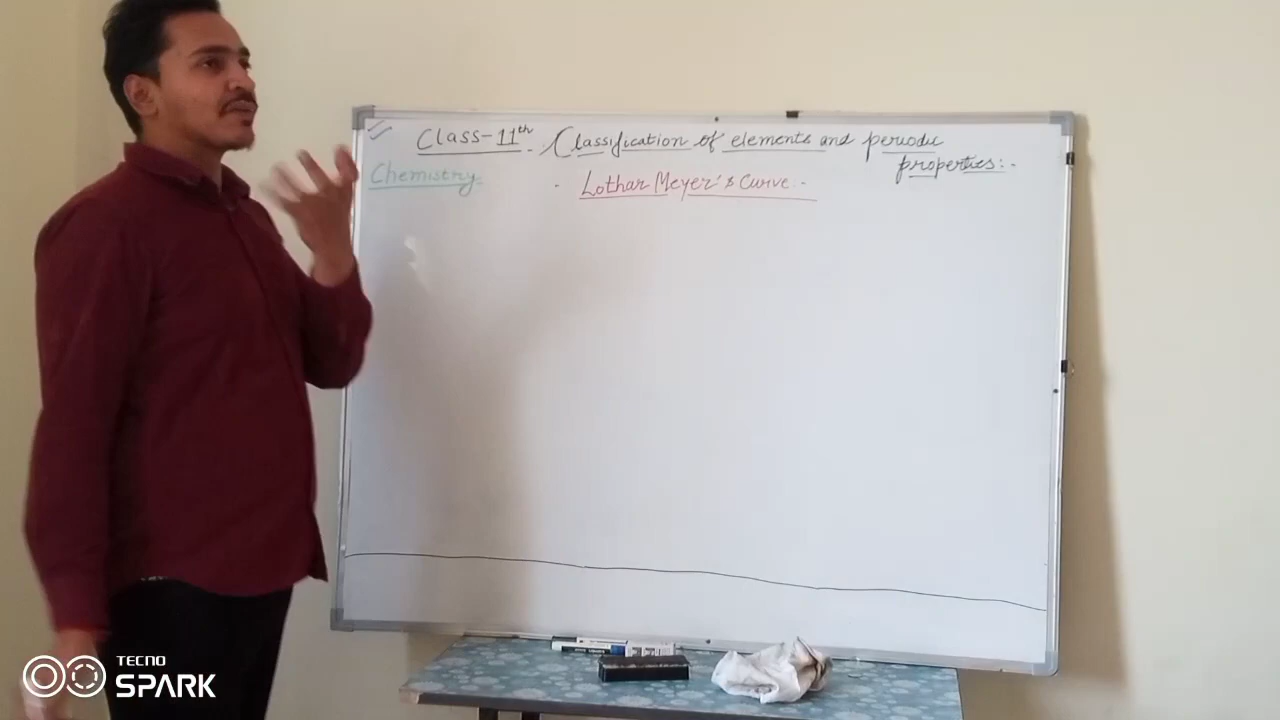 Class-11th. Classification of elements and periodic
properties:-
Chemistry.
Lothar Meyer's Curve:-
TECNO
SPARK